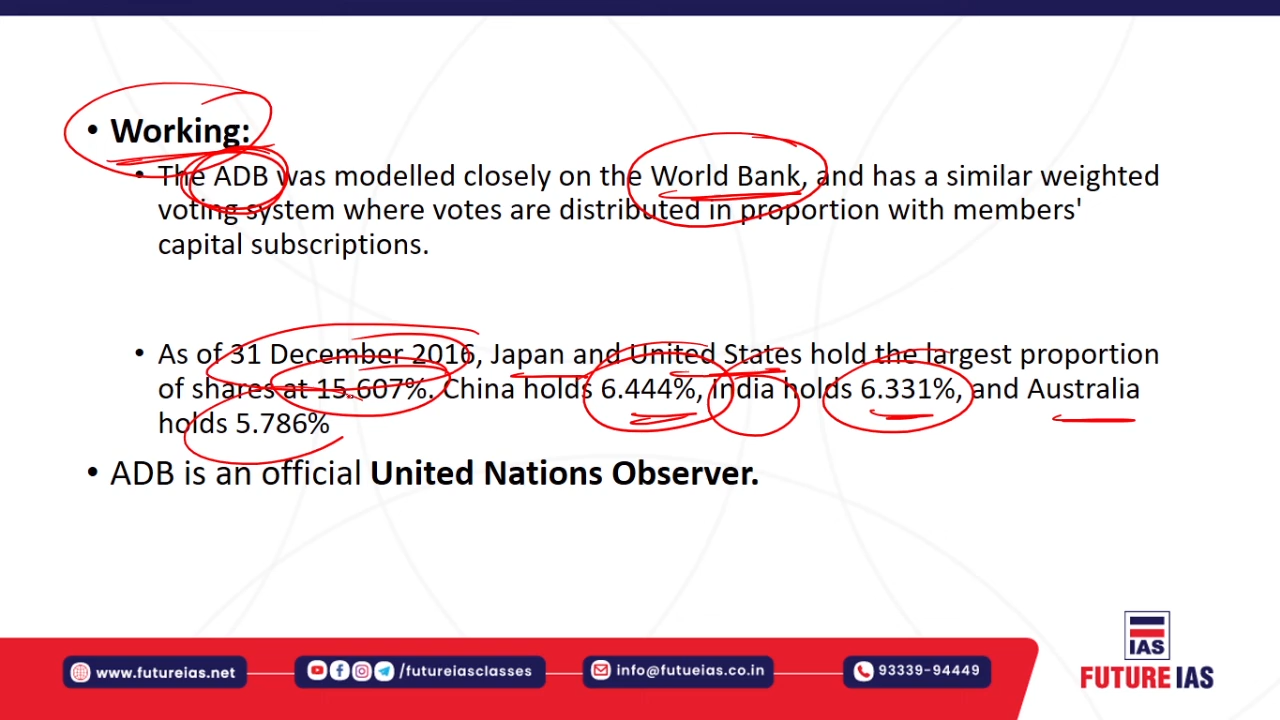 • Working:
• The ADB was modelled closely on the World Bank, and has a similar weighted
voting system where votes are distributed in proportion with members'
capital subscriptions.
• As of 31 December 2016, Japan and United States hold the largest proportion
of shares at 15.607%. China holds 6.444%, India holds 6.331%, and Australia
holds 5.786%
• ADB is an official United Nations Observer.
IAS
FUTURE IAS
www.futureias.net
/futureiasclasses
info@futueias.co.in
93339-94449